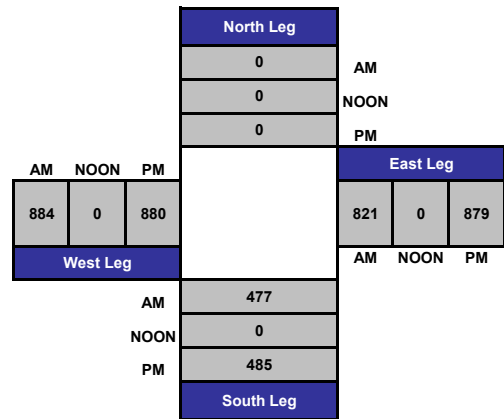 North Leg
0
AM
0
NOON
0
PM
East Leg
AM NOON PM
884 0 880
821 0 879
West Leg
AM NOON PM
AM
477
NOON
0
PM
485
South Leg